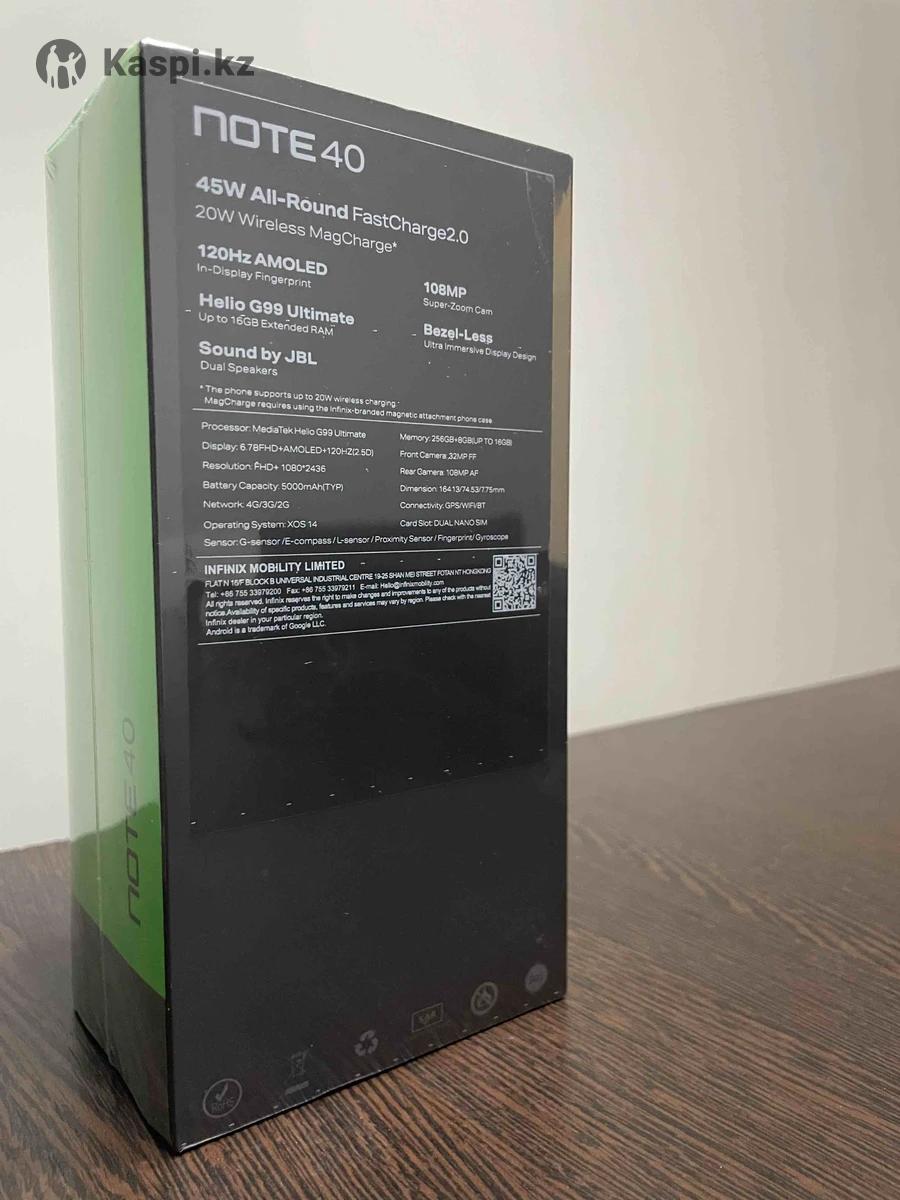 Kaspi.kz
NOTE 40
45W All-Round FastCharge2.0
20W Wireless MagCharge*
120Hz AMOLED
In-Display Fingerprint
108MP
Super-Zoom Cam
Helio G99 Ultimate
Up to 16GB Extended RAM
Bezel-Less
Ultra Immersive Display Design
Sound by JBL
Dual Speakers
* The phone supports up to 20W wireless charging.
MagCharge requires using the Infinix-branded magnetic attachment phone case.
Processor: MediaTek Helio G99 Ultimate
Memory: 256GB+8GB(UP TO 16GB)
Display: 6.78FHD+AMOLED+120HZ(2.5D)
Front Camera: 32MP FF
Resolution: FHD+ 1080*2436
Rear Camera: 108MP AF
Battery Capacity: 5000mAh(TYP)
Dimension: 164.13/74.53/7.75mm
Network: 4G/3G/2G
Connectivity: GPS/WIFI/BT
Operating System: XOS 14
Card Slot: DUAL NANO SIM
Sensor: G-sensor /E-compass / L-sensor / Proximity Sensor / Fingerprint/ Gyroscope
INFINIX MOBILITY LIMITED
FLAT N 16/F BLOCK B UNIVERSAL INDUSTRIAL CENTRE 19-25 SHAN MEI STREET FOTAN NT HONGKONG
Tel: +86 755 33979200 Fax: +86 755 33979211 E-mail: Hello@infinixmobility.com
All rights reserved. Infinix reserves the right to make changes and improvements to any of the products without
notice.Availability of specific products, features and services may vary by region. Please check with the nearest
Infinix dealer in your particular region.
Android is a trademark of Google LLC.
NOTE 40
RoHS